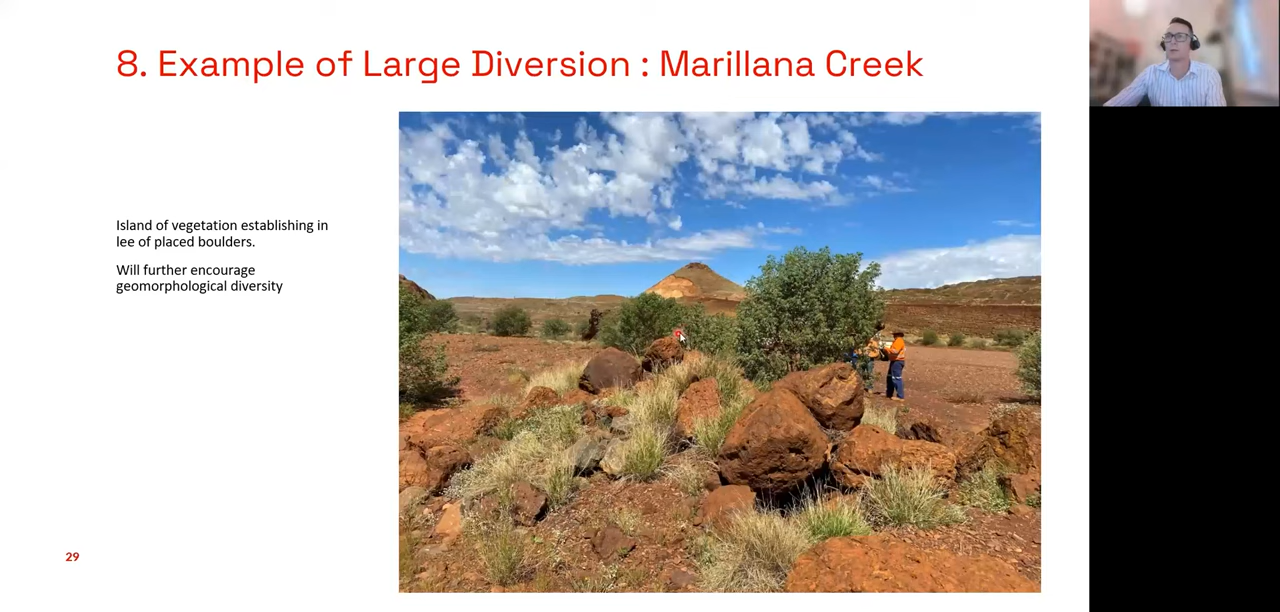 8. Example of Large Diversion : Marillana Creek
Island of vegetation establishing in
lee of placed boulders.
Will further encourage
geomorphological diversity
29